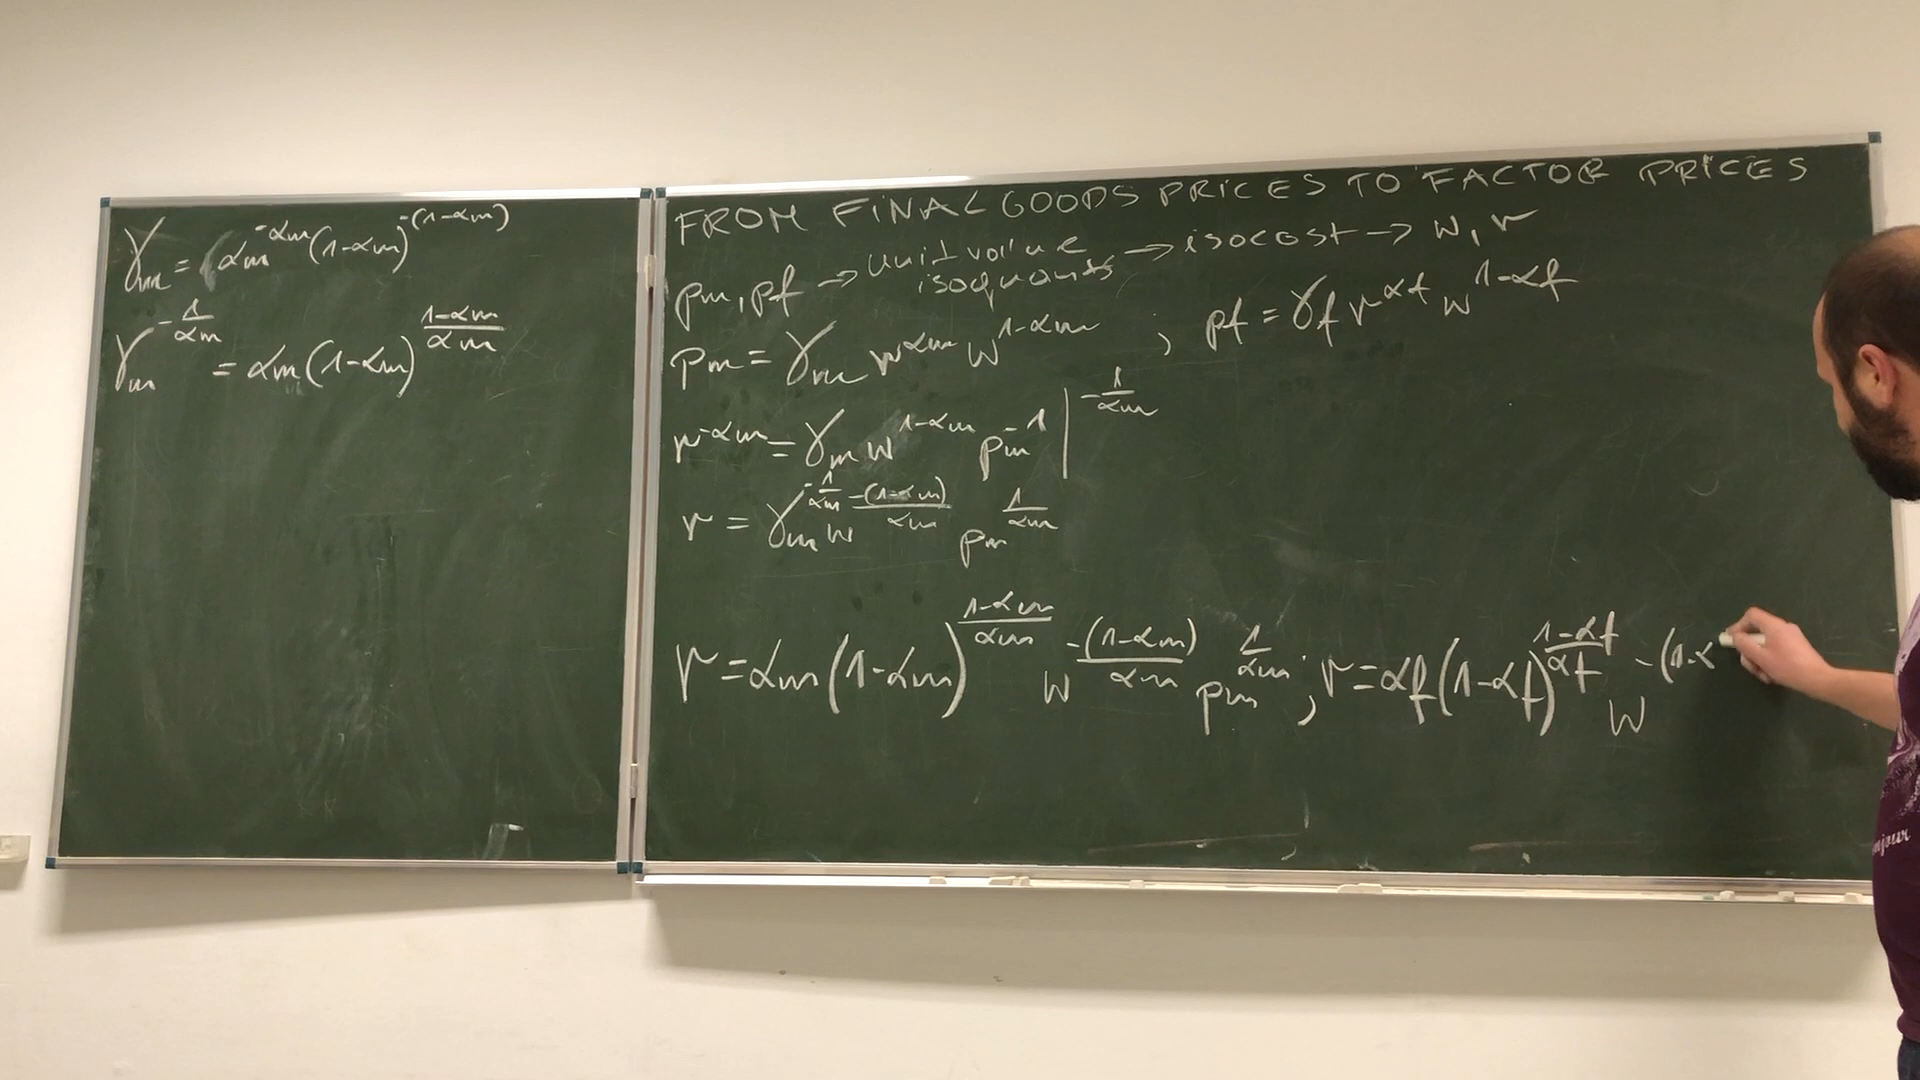 γm = αm^-αm (1-αm)^-(1-αm)
γm^-1/αm = αm(1-αm)^(1-αm)/αm
FROM FINAL GOODS PRICES TO FACTOR PRICES
pm, pf → unit value isoquants → isocost → w, r
pm = γm r^αm w^1-αm ; pf = γf r^αf w^1-αf
r^-αm = γm w^1-αm pm^-1 | -1/αm
r = γm^-1/αm w^-(1-αm)/αm pm^1/αm
r = αm(1-αm)^(1-αm)/αm w^-(1-αm)/αm pm^1/αm ; r = αf(1-αf)^(1-αf)/αf w^-(1-α
njour